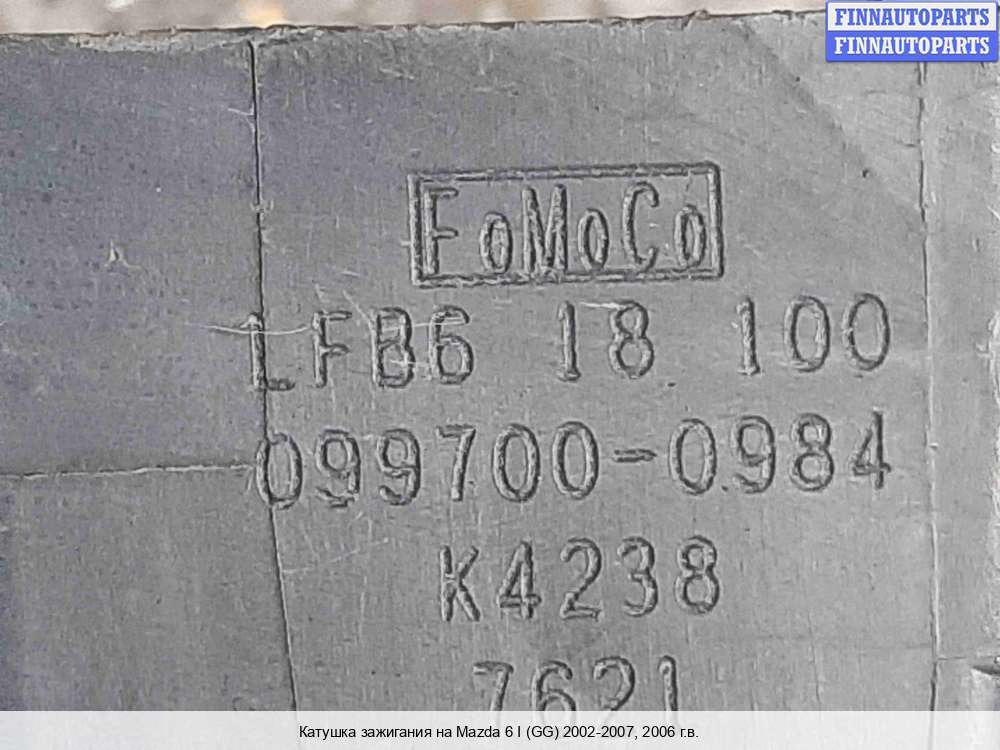 FINNAUTOPARTS
FINNAUTOPARTS
FoMoCo
LFB6 18 100
099700-0984
K4238
7621
Катушка зажигания на Mazda 6 I (GG) 2002-2007, 2006 г.в.